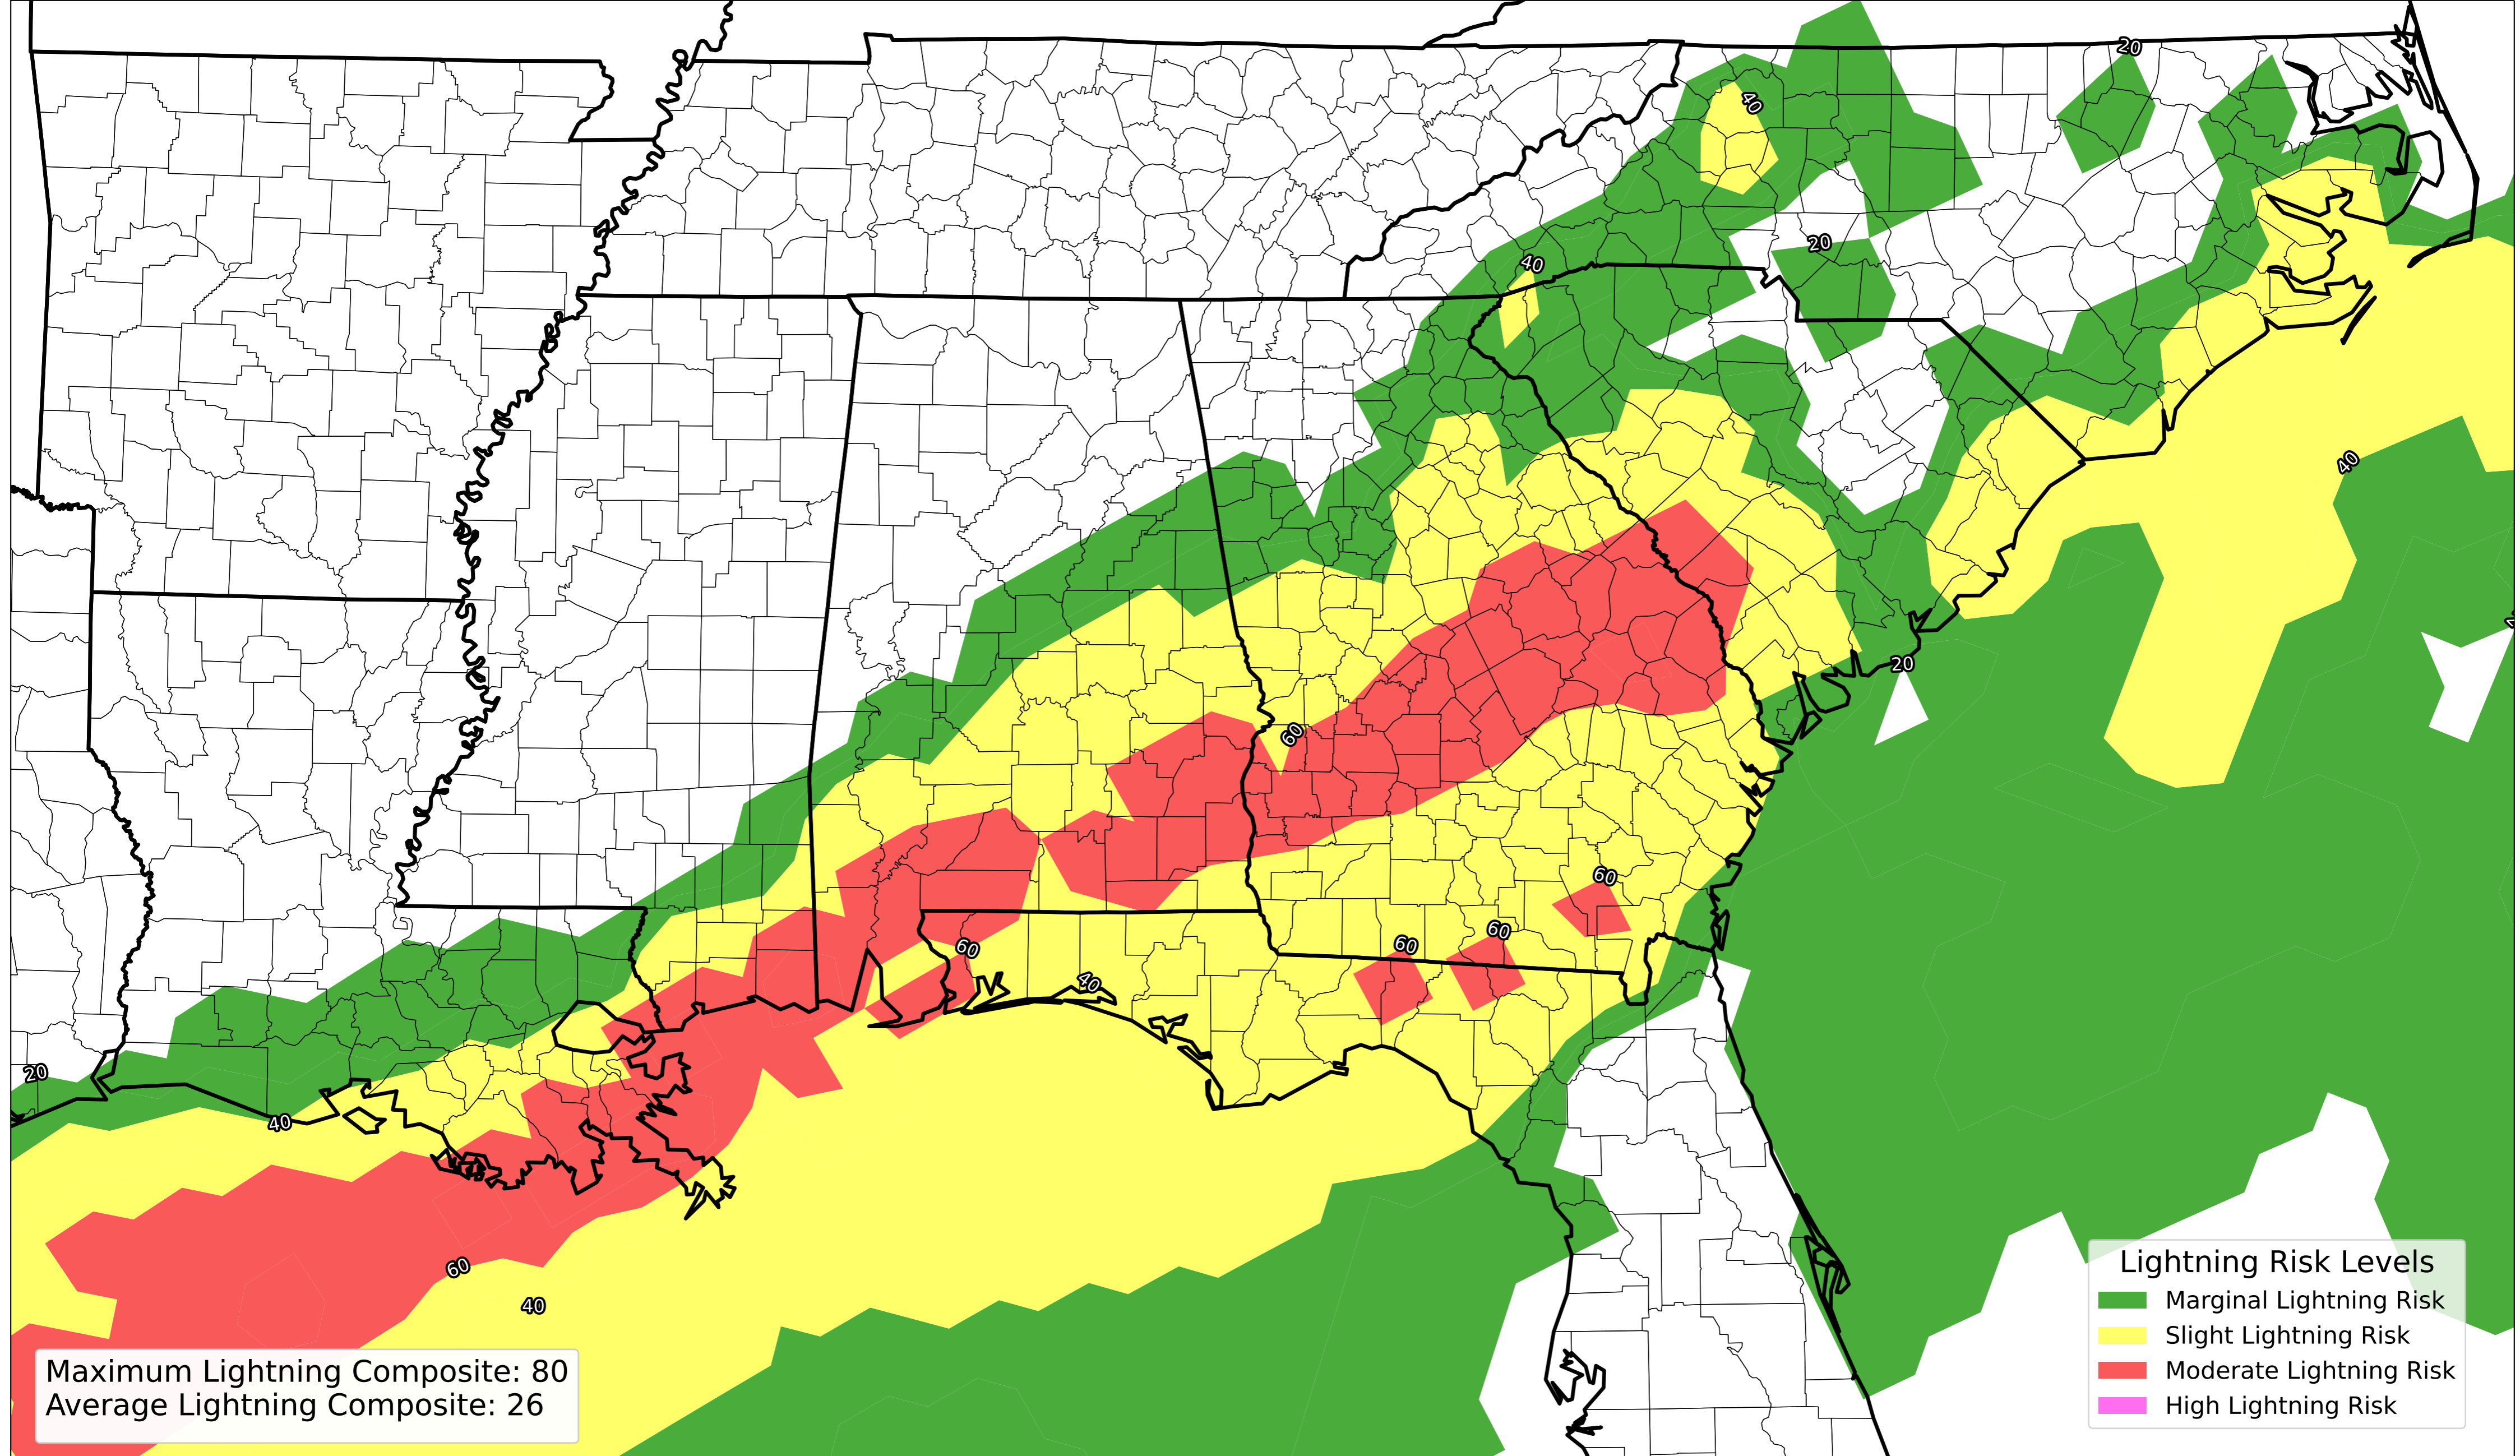 20
40
20
40
40
20
60
60
60
60
60
40
20
40
60
40
Lightning Risk Levels
Marginal Lightning Risk
Slight Lightning Risk
Moderate Lightning Risk
High Lightning Risk
Maximum Lightning Composite: 80
Average Lightning Composite: 26